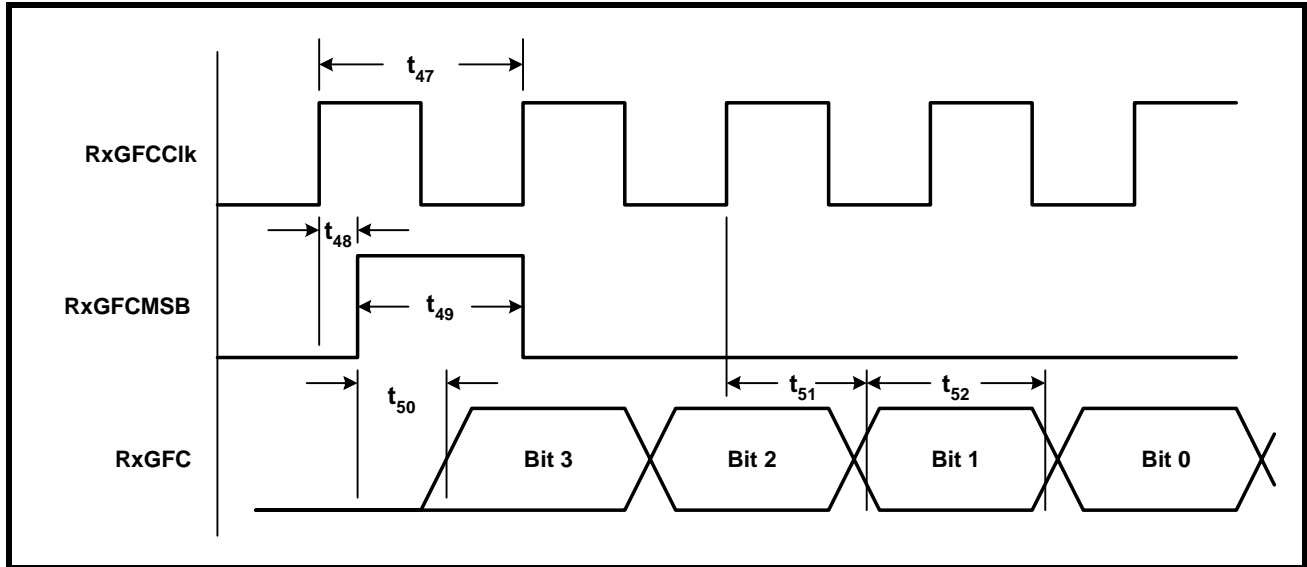 t47
RxGFCClk
t48
RxGFCMSB
t49
t50
t51
t52
RxGFC
Bit 3
Bit 2
Bit 1
Bit 0